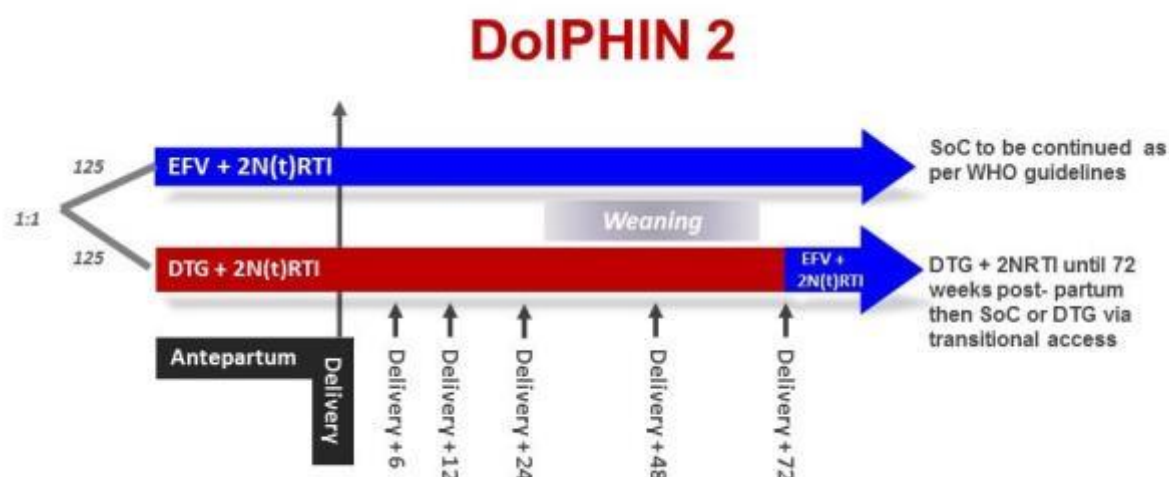 DolPHIN 2
125
EFV + 2N(t)RTI
SoC to be continued as
per WHO guidelines
1:1
Weaning
125
DTG + 2N(t)RTI
EFV +
2N(t)RTI
DTG + 2NRTI until 72
weeks post- partum
then SoC or DTG via
transitional access
Antepartum
Delivery
Delivery + 6
Delivery + 12
Delivery + 24
Delivery + 48
Delivery + 72